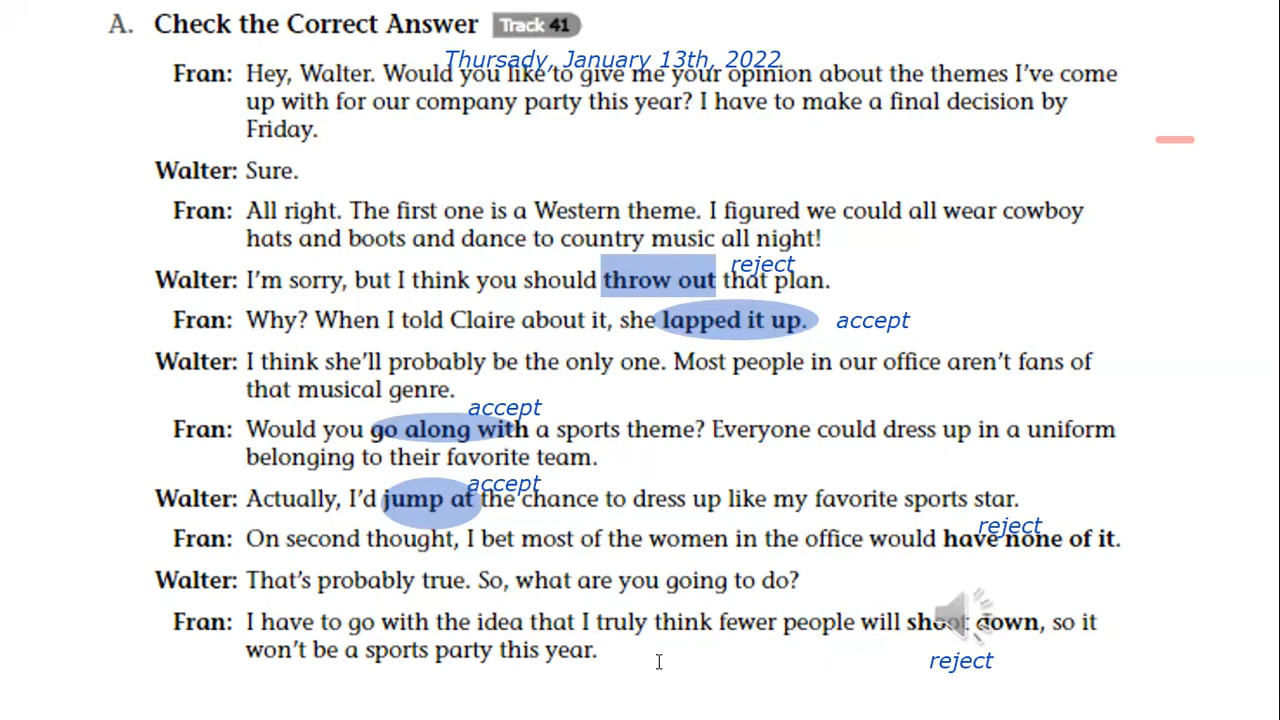 A. Check the Correct Answer Track 41
Thursady, January 13th, 2022
Fran: Hey, Walter. Would you like to give me your opinion about the themes I've come
up with for our company party this year? I have to make a final decision by
Friday.
Walter: Sure.
Fran: All right. The first one is a Western theme. I figured we could all wear cowboy
hats and boots and dance to country music all night!
reject
Walter: I'm sorry, but I think you should throw out that plan.
Fran: Why? When I told Claire about it, she lapped it up. accept
Walter: I think she'll probably be the only one. Most people in our office aren't fans of
that musical genre.
accept
Fran: Would you go along with a sports theme? Everyone could dress up in a uniform
belonging to their favorite team.
accept
Walter: Actually, I'd jump at the chance to dress up like my favorite sports star.
reject
Fran: On second thought, I bet most of the women in the office would have none of it.
Walter: That's probably true. So, what are you going to do?
Fran: I have to go with the idea that I truly think fewer people will shoot down, so it
won't be a sports party this year.
reject